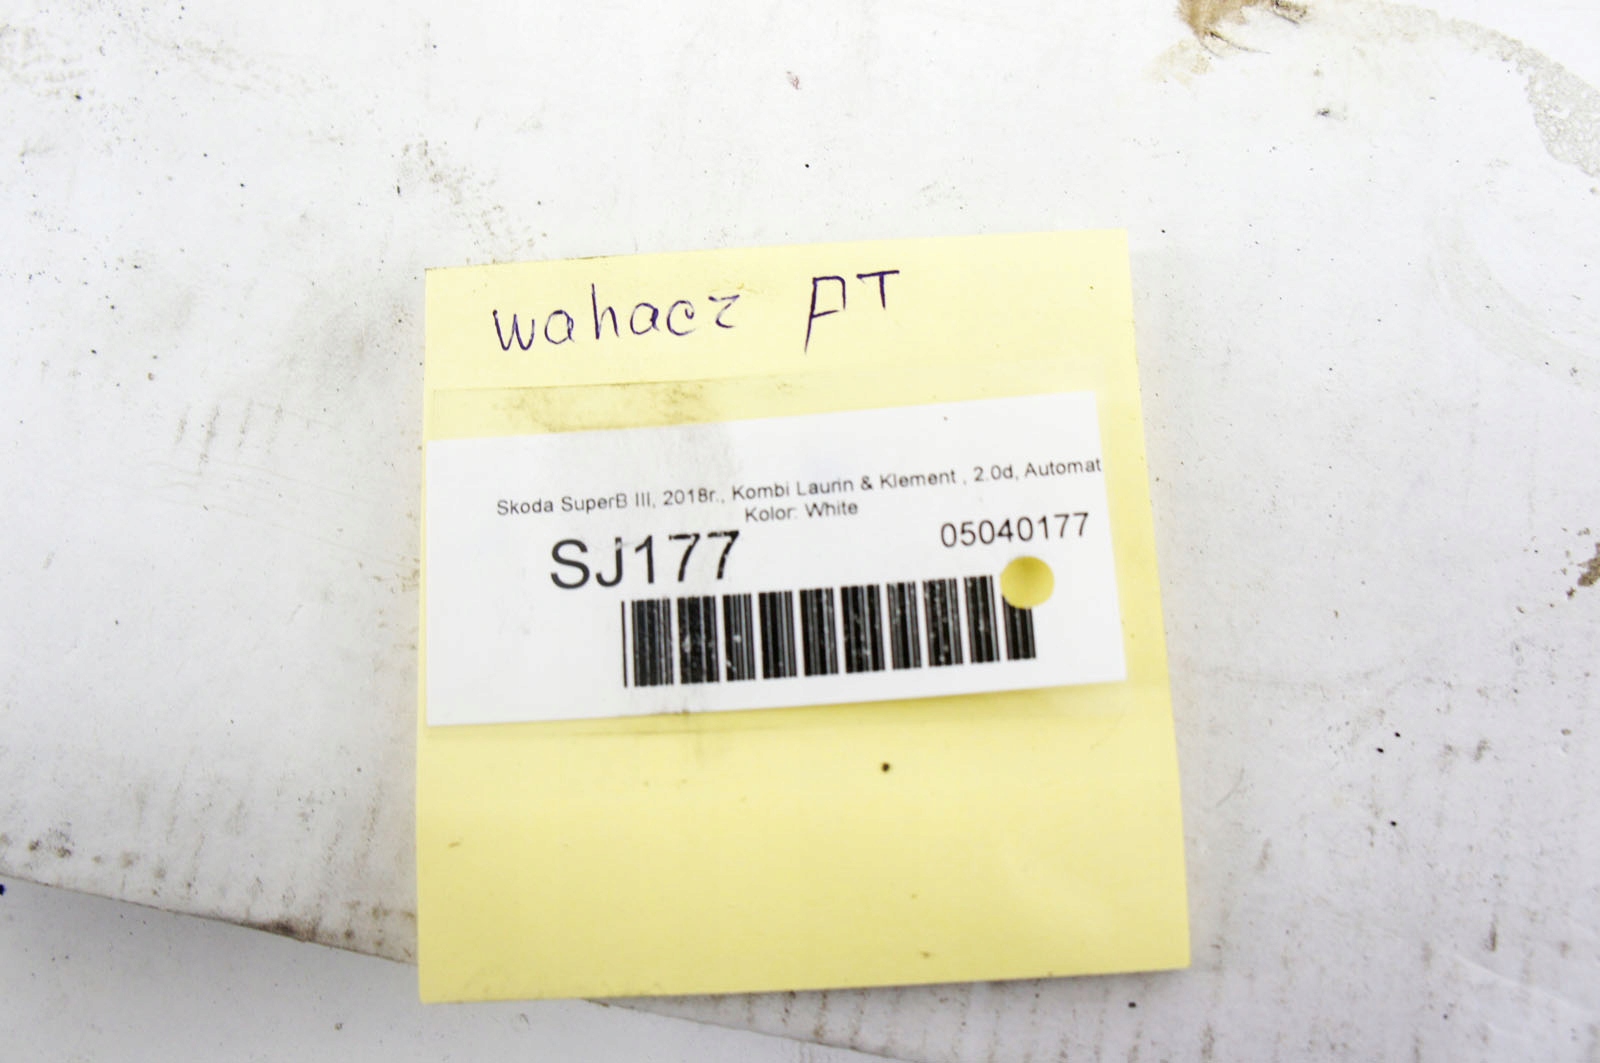 wahacz PT
Skoda SuperB III, 2018r., Kombi Laurin & Klement , 2.0d, Automat
Kolor: White
SJ177
05040177